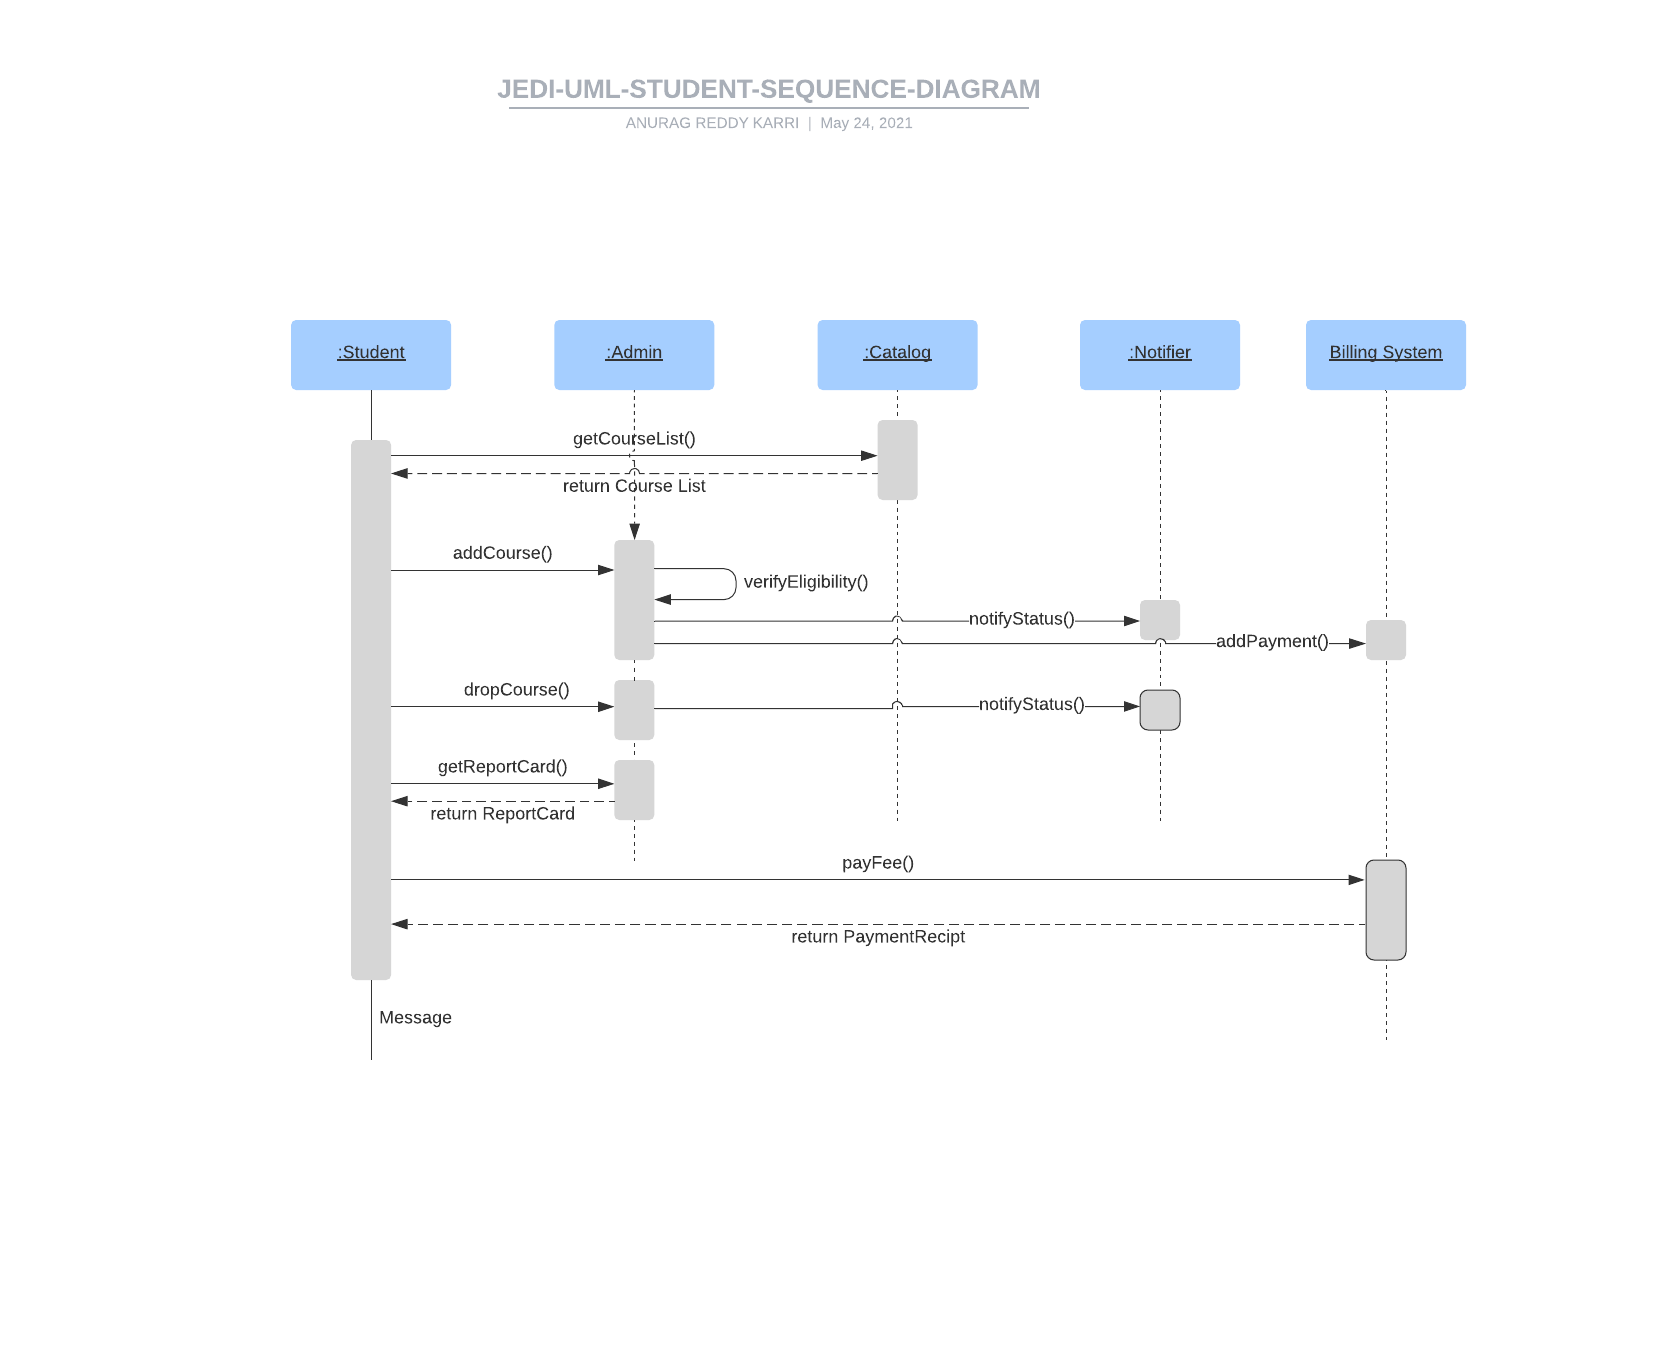 JEDI-UML-STUDENT-SEQUENCE-DIAGRAM
ANURAG REDDY KARRI | May 24, 2021
:Student
:Admin
:Catalog
:Notifier
Billing System
getCourseList()
return Course List
addCourse()
verifyEligibility()
notifyStatus()
addPayment()
dropCourse()
notifyStatus()
getReportCard()
return ReportCard
payFee()
return PaymentRecipt
Message